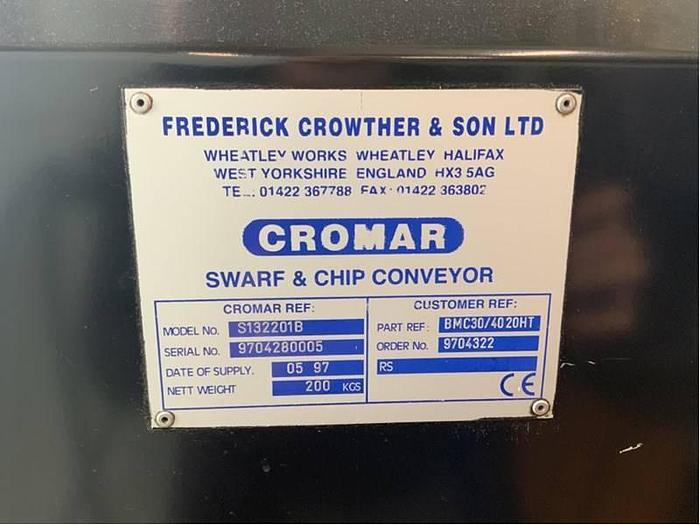 FREDERICK CROWTHER & SON LTD
WHEATLEY WORKS WHEATLEY HALIFAX
WEST YORKSHIRE ENGLAND HX3 5AG
TEL: 01422 367788 FAX: 01422 363802
CROMAR
SWARF & CHIP CONVEYOR
CROMAR REF:
MODEL No. S132201B
SERIAL No. 9704280005
DATE OF SUPPLY. 05 97
NETT WEIGHT 200 KGS
CUSTOMER REF:
PART REF: BMC30/4020HT
ORDER No. 9704322
RS
CE